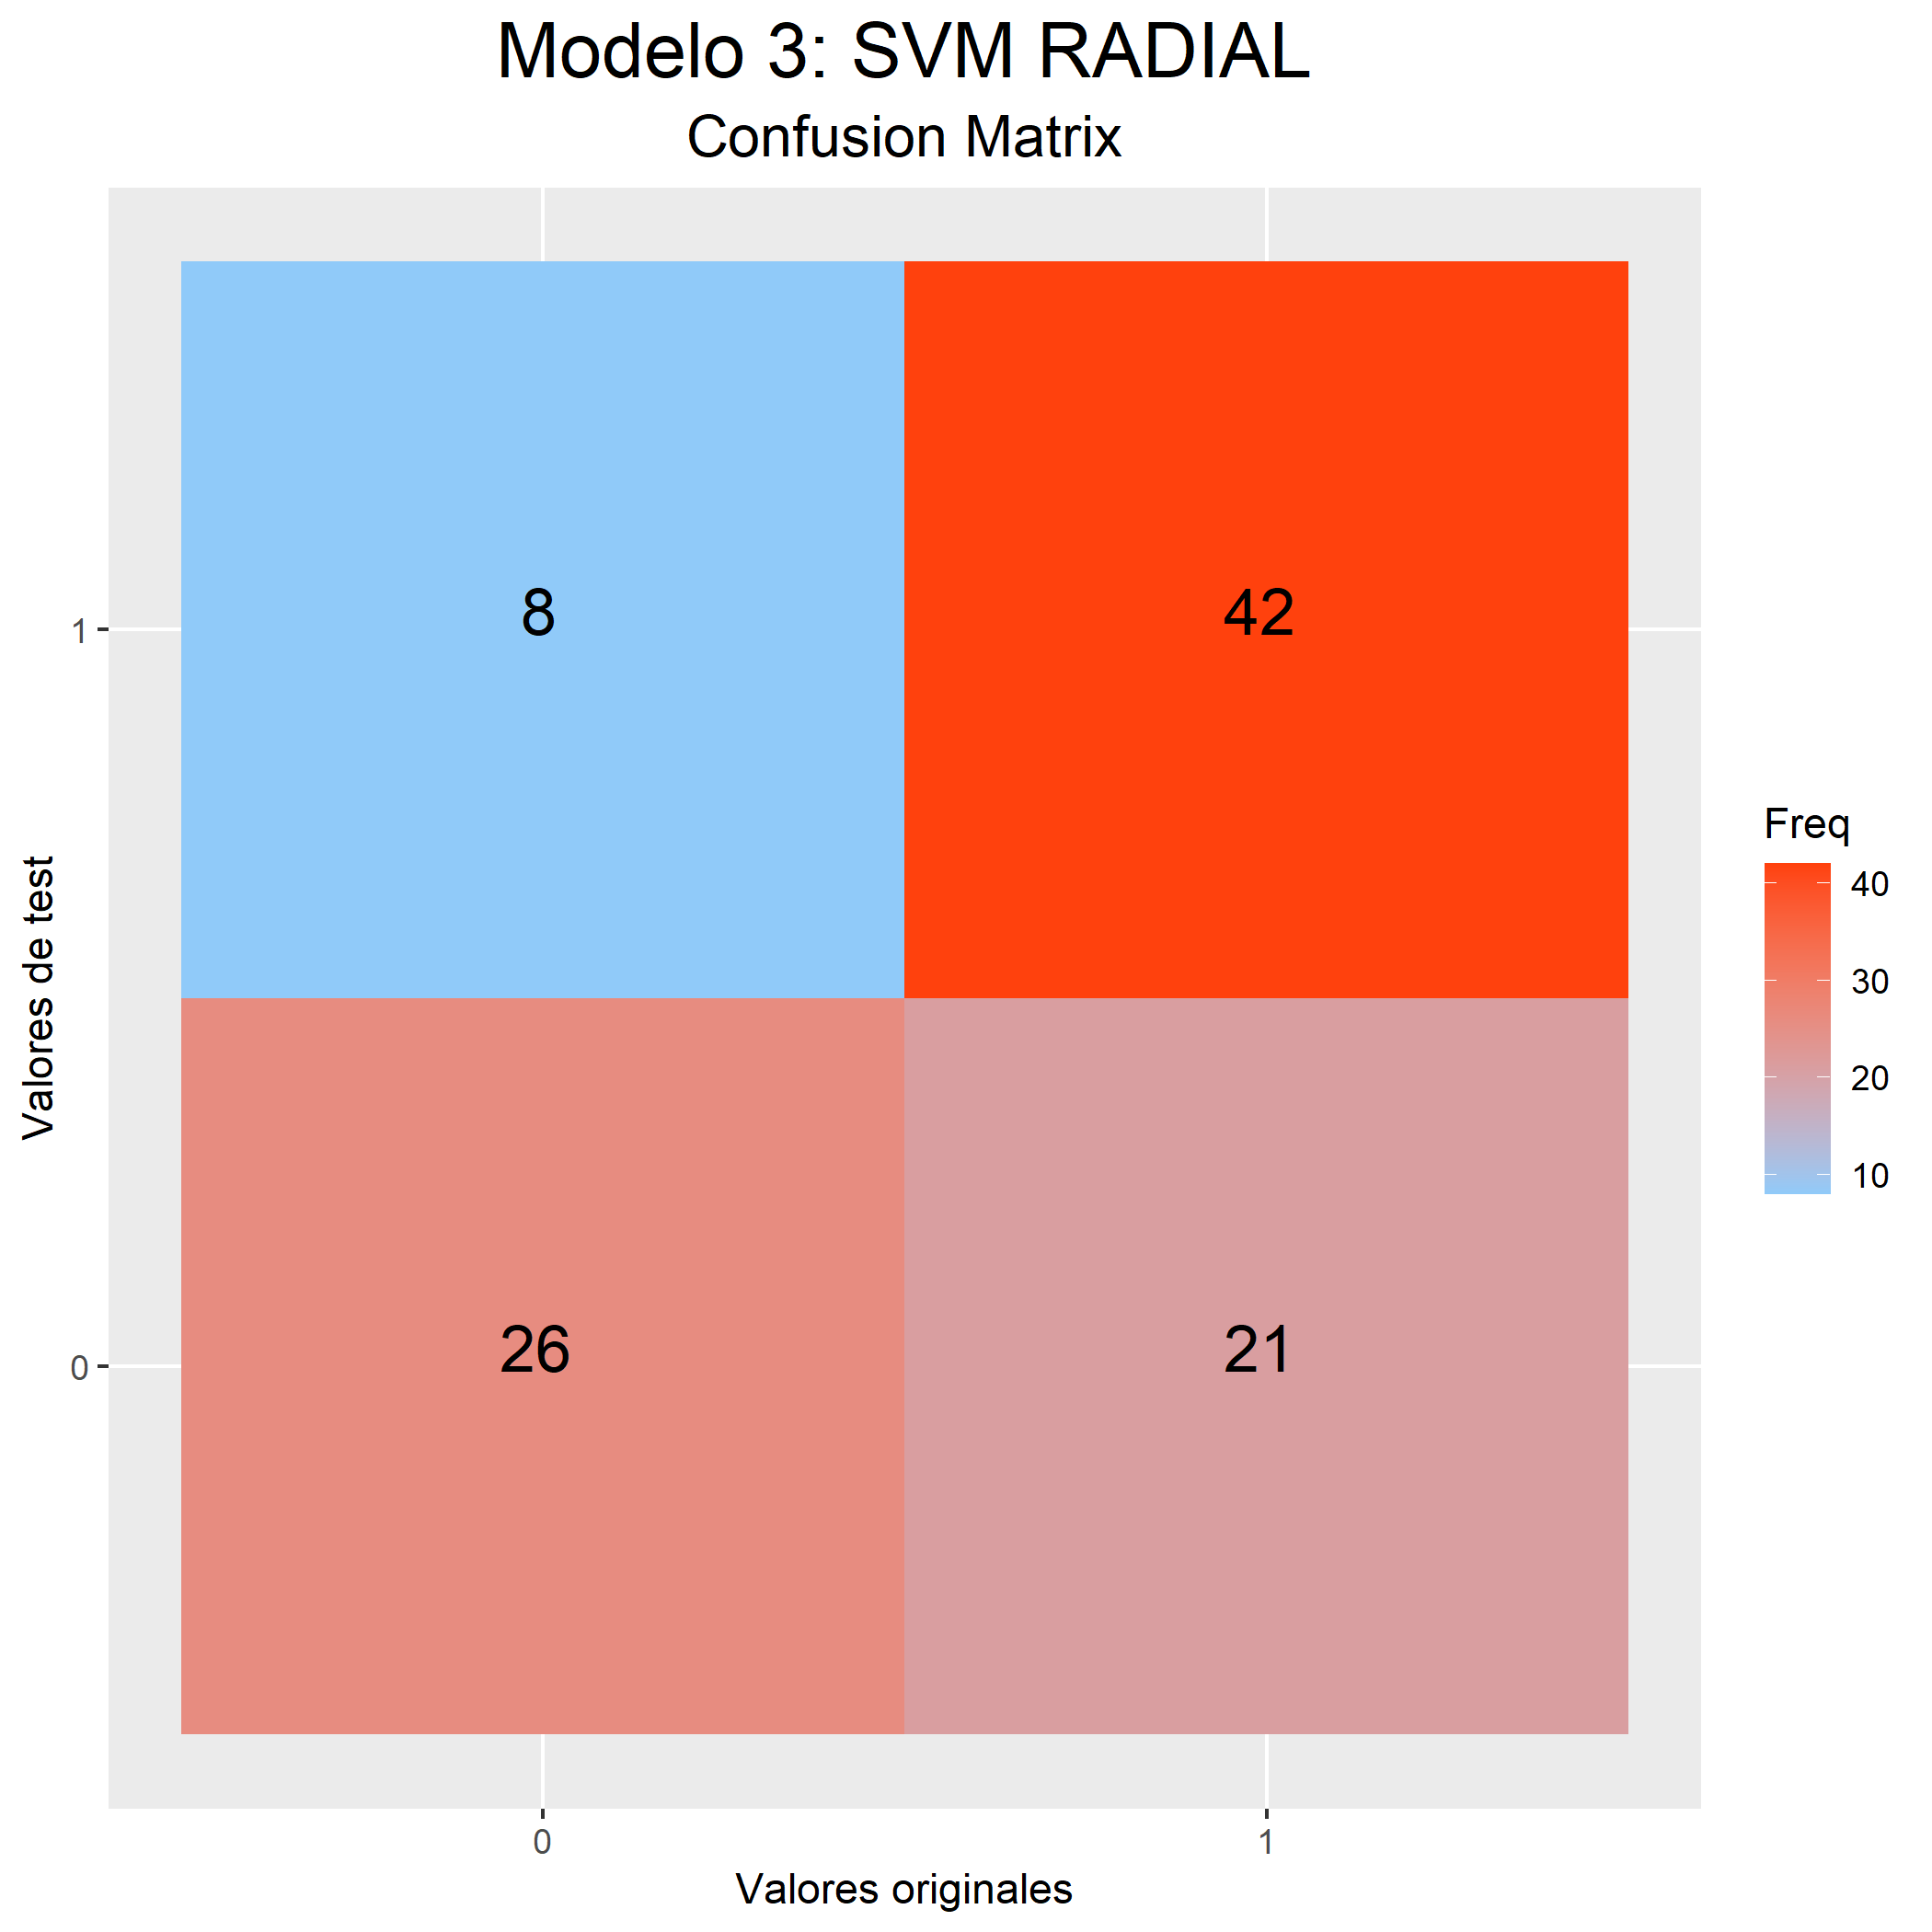 Modelo 3: SVM RADIAL
Confusion Matrix
Valores de test
1
0
8
42
26
21
0
1
Valores originales
Freq
40
30
20
10